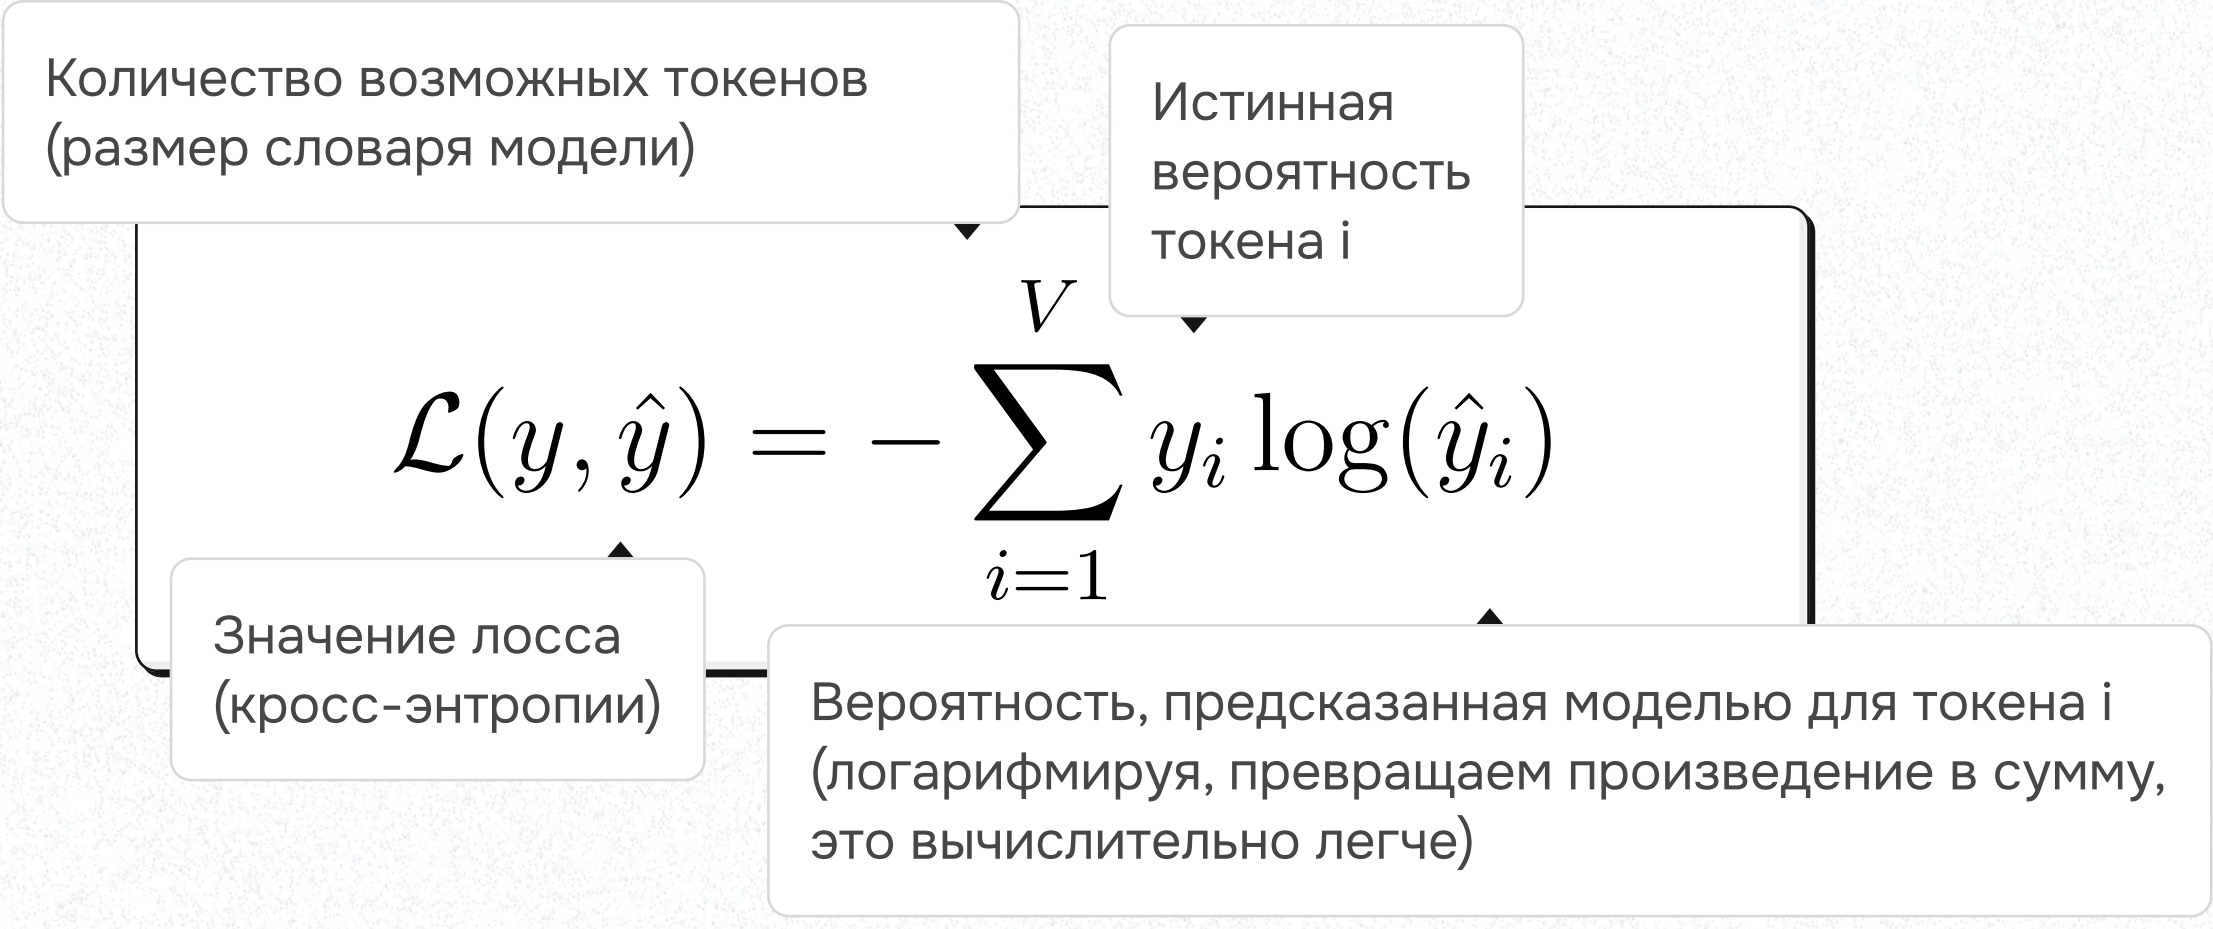 Количество возможных токенов
(размер словаря модели)
Истинная
вероятность
токена i
V
ℒ(y, ŷ) = − ∑ yᵢ log(ŷᵢ)
i=1
Значение лосса
(кросс-энтропии)
Вероятность, предсказанная моделью для токена i
(логарифмируя, превращаем произведение в сумму,
это вычислительно легче)